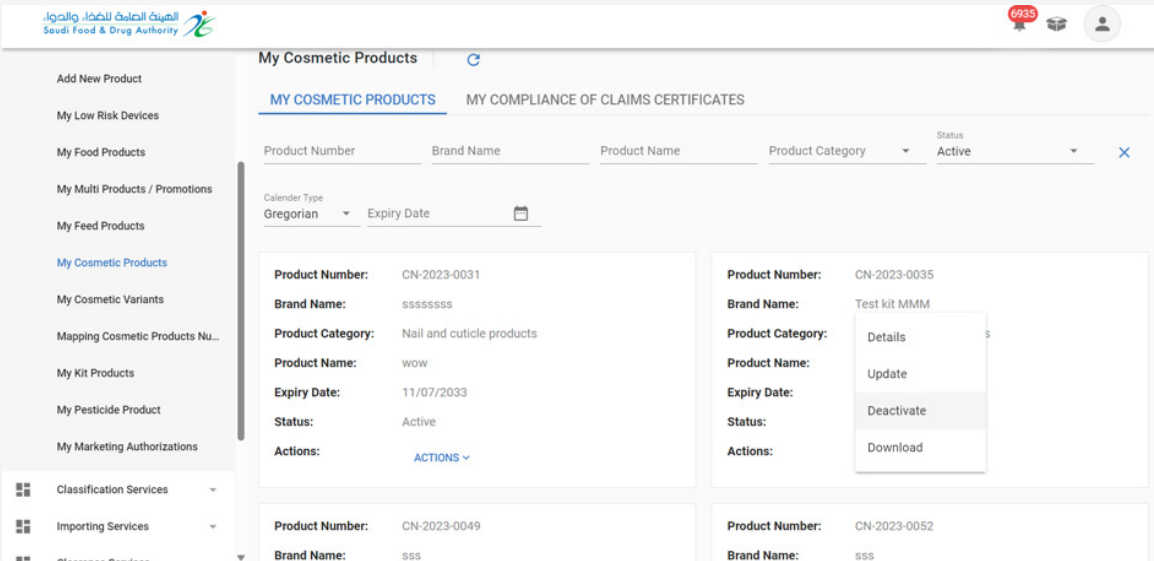 الهيئة العامة للغذاء والدواء
Saudi Food & Drug Authority
6935
Add New Product
My Low Risk Devices
My Food Products
My Multi Products / Promotions
My Feed Products
My Cosmetic Products
My Cosmetic Variants
Mapping Cosmetic Products Nu...
My Kit Products
My Pesticide Product
My Marketing Authorizations
Classification Services
Importing Services
My Cosmetic Products
MY COSMETIC PRODUCTS MY COMPLIANCE OF CLAIMS CERTIFICATES
Status
Product Number Brand Name Product Name Product Category Active
Calender Type
Gregorian Expiry Date
Product Number: CN-2023-0031
Brand Name: ssssssss
Product Category: Nail and cuticle products
Product Name: wow
Expiry Date: 11/07/2033
Status: Active
Actions: ACTIONS
Product Number: CN-2023-0035
Brand Name: Test kit MMM
Product Category: s
Product Name:
Expiry Date:
Status:
Actions:
Details
Update
Deactivate
Download
Product Number: CN-2023-0049
Brand Name: sss
Product Number: CN-2023-0052
Brand Name: sss